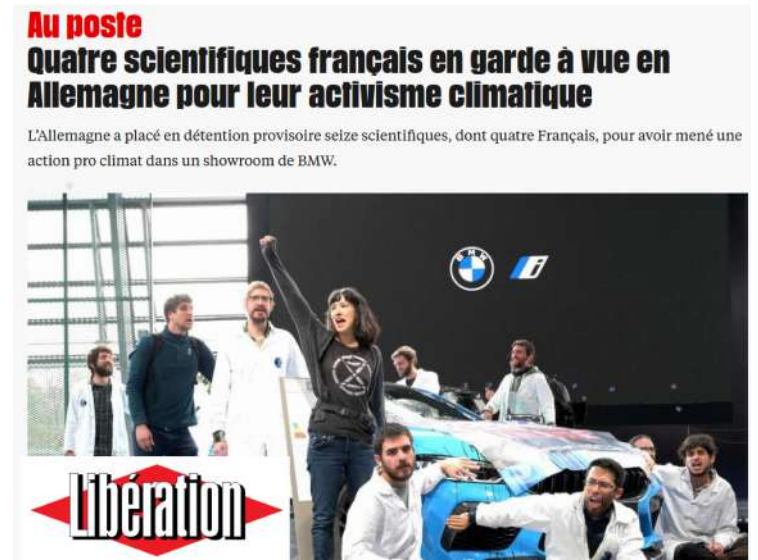 Au poste
Quatre scientifiques français en garde à vue en
Allemagne pour leur activisme climatique
L'Allemagne a placé en détention provisoire seize scientifiques, dont quatre Français, pour avoir mené une
action pro climat dans un showroom de BMW.
BMW
i
Libération